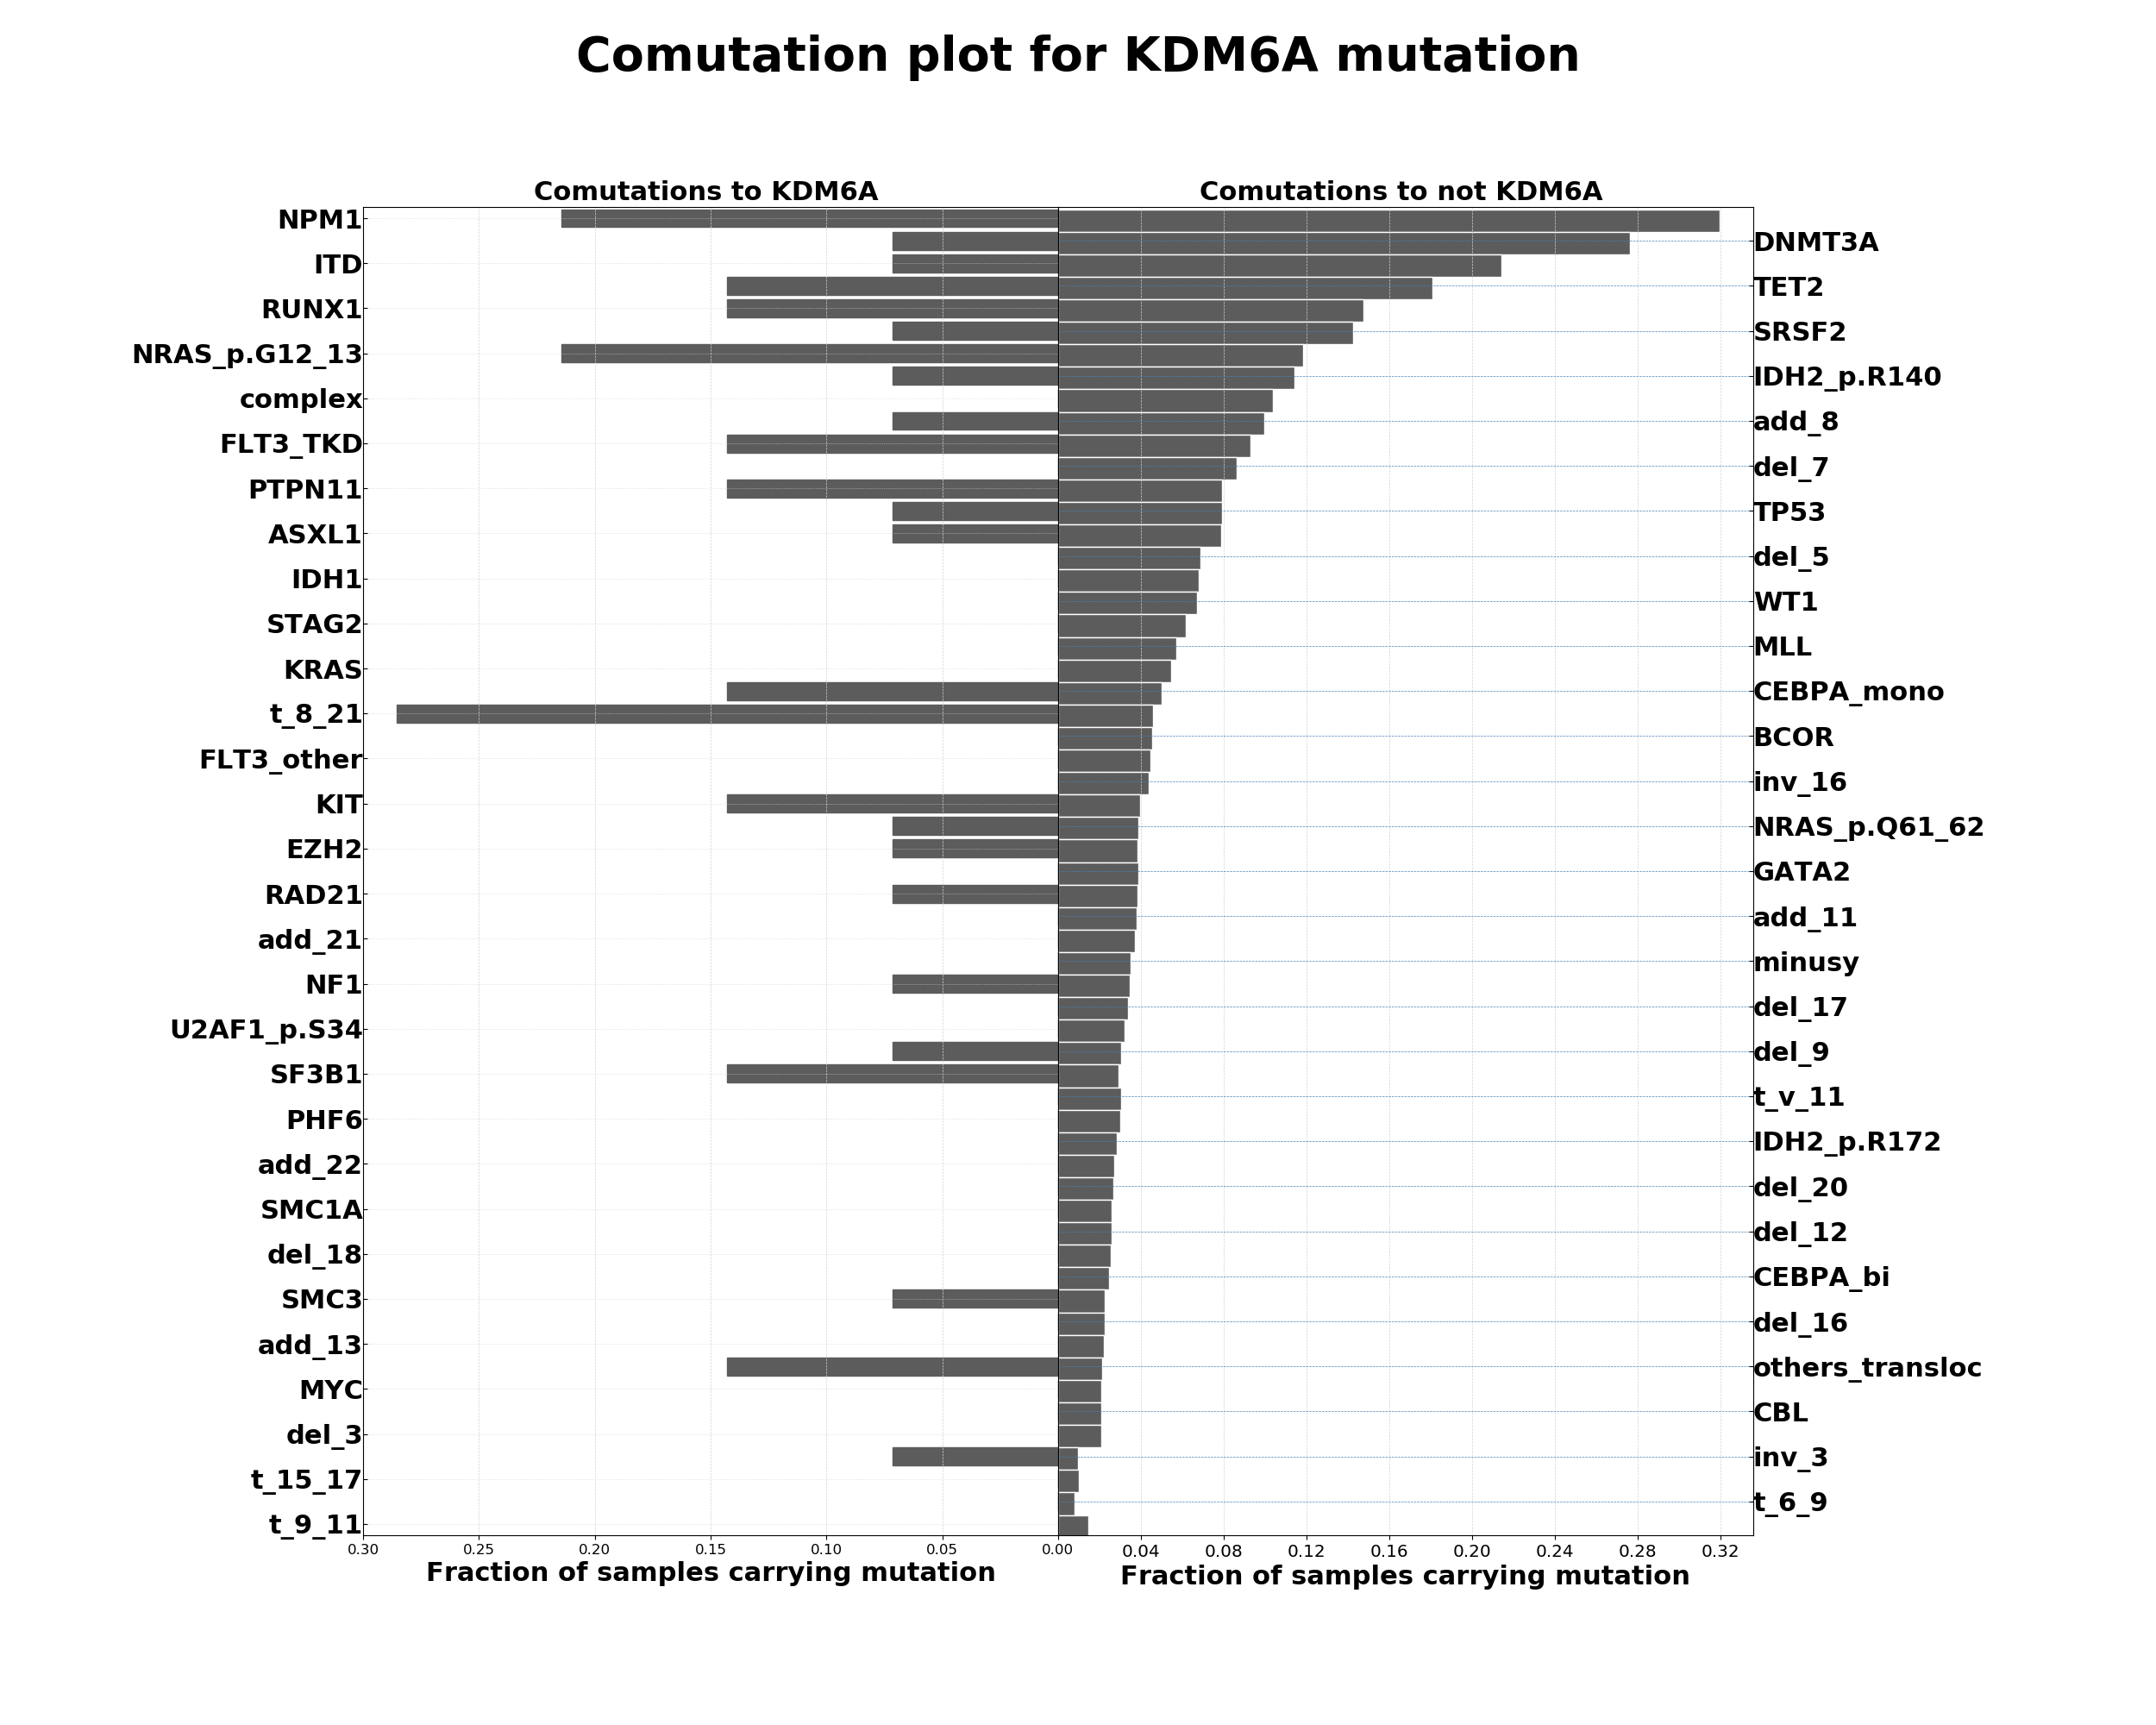 Comutation plot for KDM6A mutation
Comutations to KDM6A
Comutations to not KDM6A
NPM1
DNMT3A
ITD
TET2
RUNX1
SRSF2
NRAS_p.G12_13
IDH2_p.R140
complex
add_8
FLT3_TKD
del_7
PTPN11
TP53
ASXL1
del_5
IDH1
WT1
STAG2
MLL
KRAS
CEBPA_mono
t_8_21
BCOR
FLT3_other
inv_16
KIT
NRAS_p.Q61_62
EZH2
GATA2
RAD21
add_11
add_21
minusy
NF1
del_17
U2AF1_p.S34
del_9
SF3B1
t_v_11
PHF6
IDH2_p.R172
add_22
del_20
SMC1A
del_12
del_18
CEBPA_bi
SMC3
del_16
add_13
others_transloc
MYC
CBL
del_3
inv_3
t_15_17
t_6_9
t_9_11
0.30 0.25 0.20 0.15 0.10 0.05 0.00 0.04 0.08 0.12 0.16 0.20 0.24 0.28 0.32
Fraction of samples carrying mutation
Fraction of samples carrying mutation